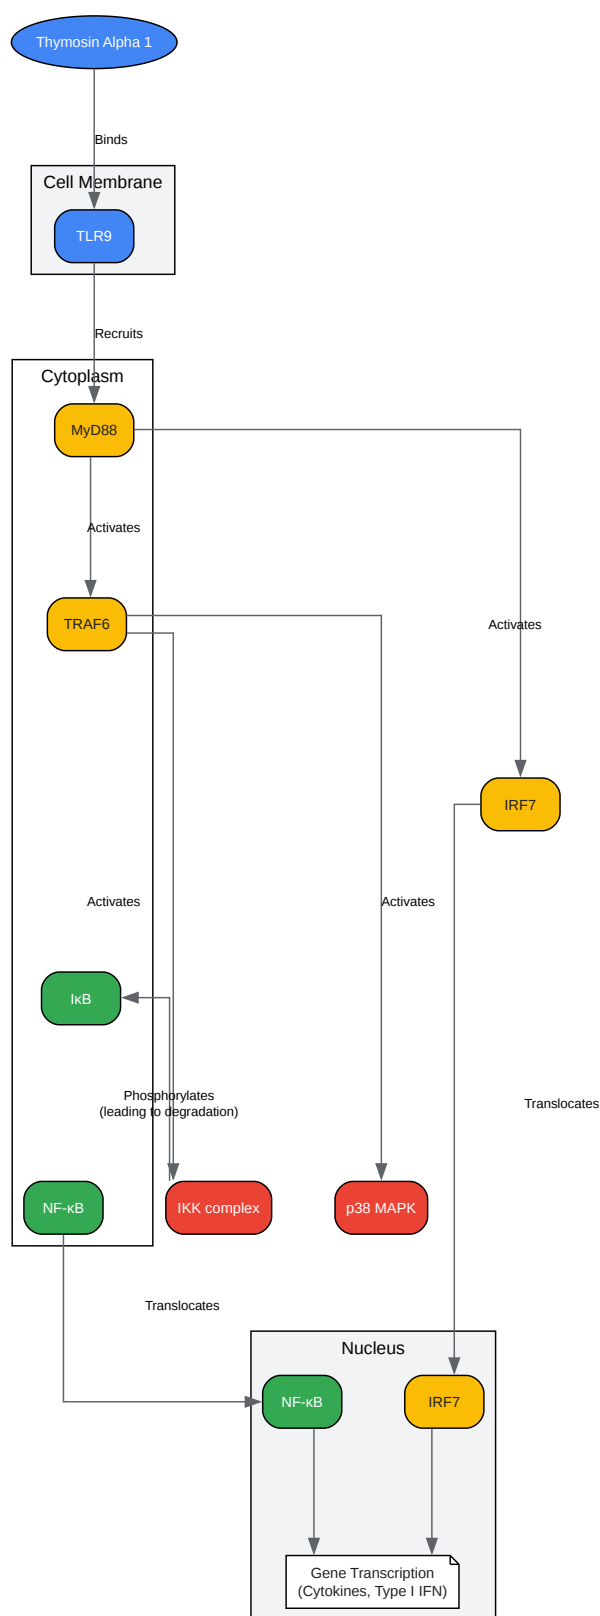 Thymosin Alpha 1
Binds
Cell Membrane
TLR9
Recruits
Cytoplasm
MyD88
Activates
TRAF6
Activates
IRF7
Activates
Activates
IκB
Phosphorylates
(leading to degradation)
Translocates
NF-κB
IKK complex
p38 MAPK
Translocates
Nucleus
NF-κB
IRF7
Gene Transcription
(Cytokines, Type I IFN)